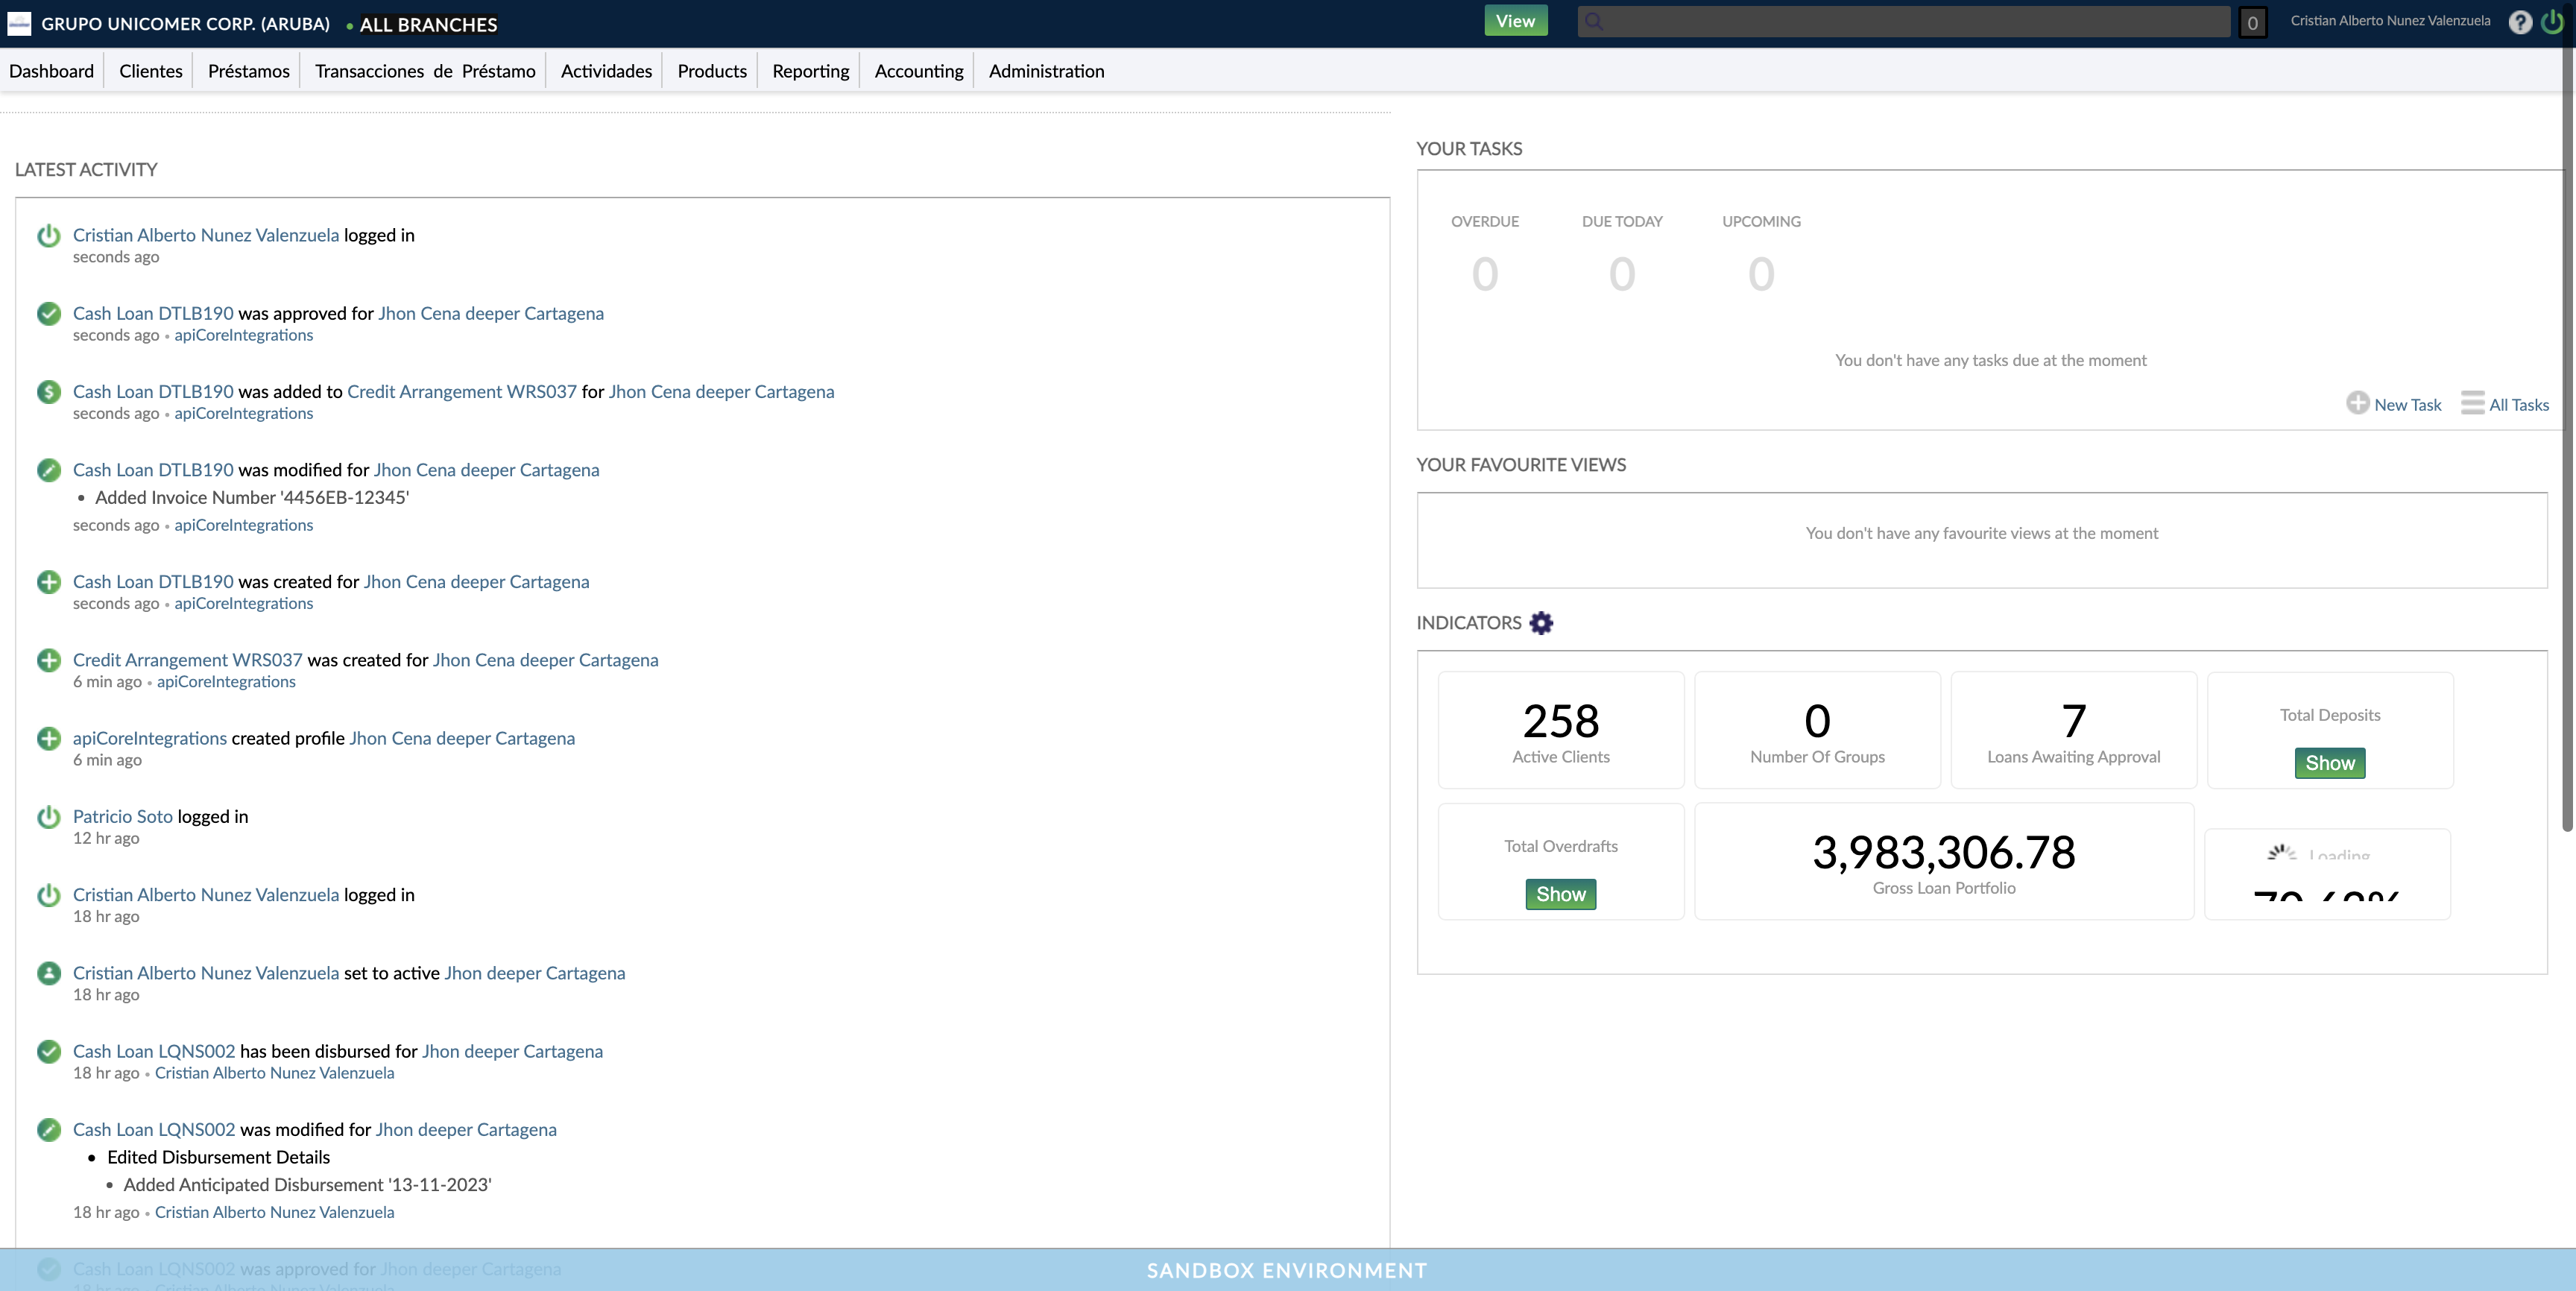 GRUPO UNICOMER CORP. (ARUBA) • ALL BRANCHES
View
0
Cristian Alberto Nunez Valenzuela
?
Dashboard
Clientes
Préstamos
Transacciones de Préstamo
Actividades
Products
Reporting
Accounting
Administration
LATEST ACTIVITY
Cristian Alberto Nunez Valenzuela logged in
seconds ago
Cash Loan DTLB190 was approved for Jhon Cena deeper Cartagena
seconds ago • apiCoreIntegrations
Cash Loan DTLB190 was added to Credit Arrangement WRS037 for Jhon Cena deeper Cartagena
seconds ago • apiCoreIntegrations
Cash Loan DTLB190 was modified for Jhon Cena deeper Cartagena
• Added Invoice Number '4456EB-12345'
seconds ago • apiCoreIntegrations
Cash Loan DTLB190 was created for Jhon Cena deeper Cartagena
seconds ago • apiCoreIntegrations
Credit Arrangement WRS037 was created for Jhon Cena deeper Cartagena
6 min ago • apiCoreIntegrations
apiCoreIntegrations created profile Jhon Cena deeper Cartagena
6 min ago
Patricio Soto logged in
12 hr ago
Cristian Alberto Nunez Valenzuela logged in
18 hr ago
Cristian Alberto Nunez Valenzuela set to active Jhon deeper Cartagena
18 hr ago
Cash Loan LQNS002 has been disbursed for Jhon deeper Cartagena
18 hr ago • Cristian Alberto Nunez Valenzuela
Cash Loan LQNS002 was modified for Jhon deeper Cartagena
• Edited Disbursement Details
• Added Anticipated Disbursement '13-11-2023'
18 hr ago • Cristian Alberto Nunez Valenzuela
Cash Loan LQNS002 was approved for Jhon deeper Cartagena
18 hr ago • Cristian Alberto Nunez Valenzuela
YOUR TASKS
OVERDUE
DUE TODAY
UPCOMING
0
0
0
You don't have any tasks due at the moment
New Task
All Tasks
YOUR FAVOURITE VIEWS
You don't have any favourite views at the moment
INDICATORS
258
Active Clients
0
Number Of Groups
7
Loans Awaiting Approval
Total Deposits
Show
Total Overdrafts
Show
3,983,306.78
Gross Loan Portfolio
Loading
SANDBOX ENVIRONMENT